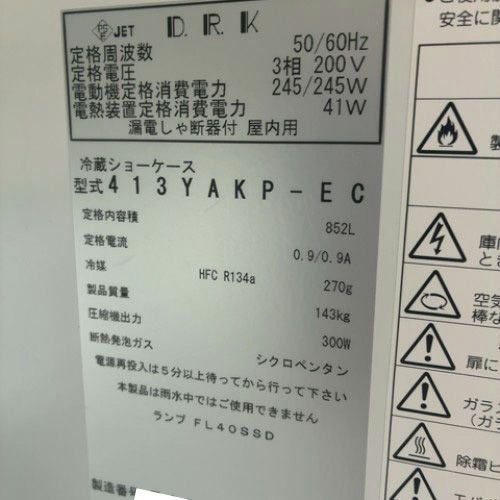 PS E JET D.R.K
定格周波数 50/60Hz
定格電圧 3相 200V
電動機定格消費電力 245/245W
電熱装置定格消費電力 41W
漏電しゃ断器付 屋内用
冷蔵ショーケース
型式 413YAKP-EC
定格内容積 852L
定格電流 0.9/0.9A
冷媒 HFC R134a 270g
製品質量 143kg
圧縮機出力 300W
断熱発泡ガス シクロペンタン
電源再投入は5分以上待ってから行って下さい
本製品は雨水中ではご使用できません
ランプ FL40SSD
製造番号
安全に関
庫内
とき
空気
棒な
扉に
ガラ
(ガラ
除霜ヒ